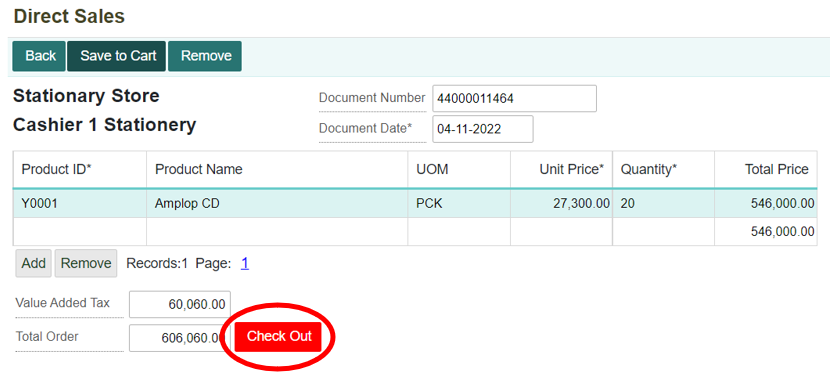 Direct Sales
Back Save to Cart Remove
Stationary Store
Document Number 44000011464
Cashier 1 Stationery
Document Date* 04-11-2022
Product ID* Product Name UOM Unit Price* Quantity* Total Price
Y0001 Amplop CD PCK 27,300.00 20 546,000.00
546,000.00
Add Remove Records:1 Page: 1
Value Added Tax 60,060.00
Total Order 606,060.00 Check Out